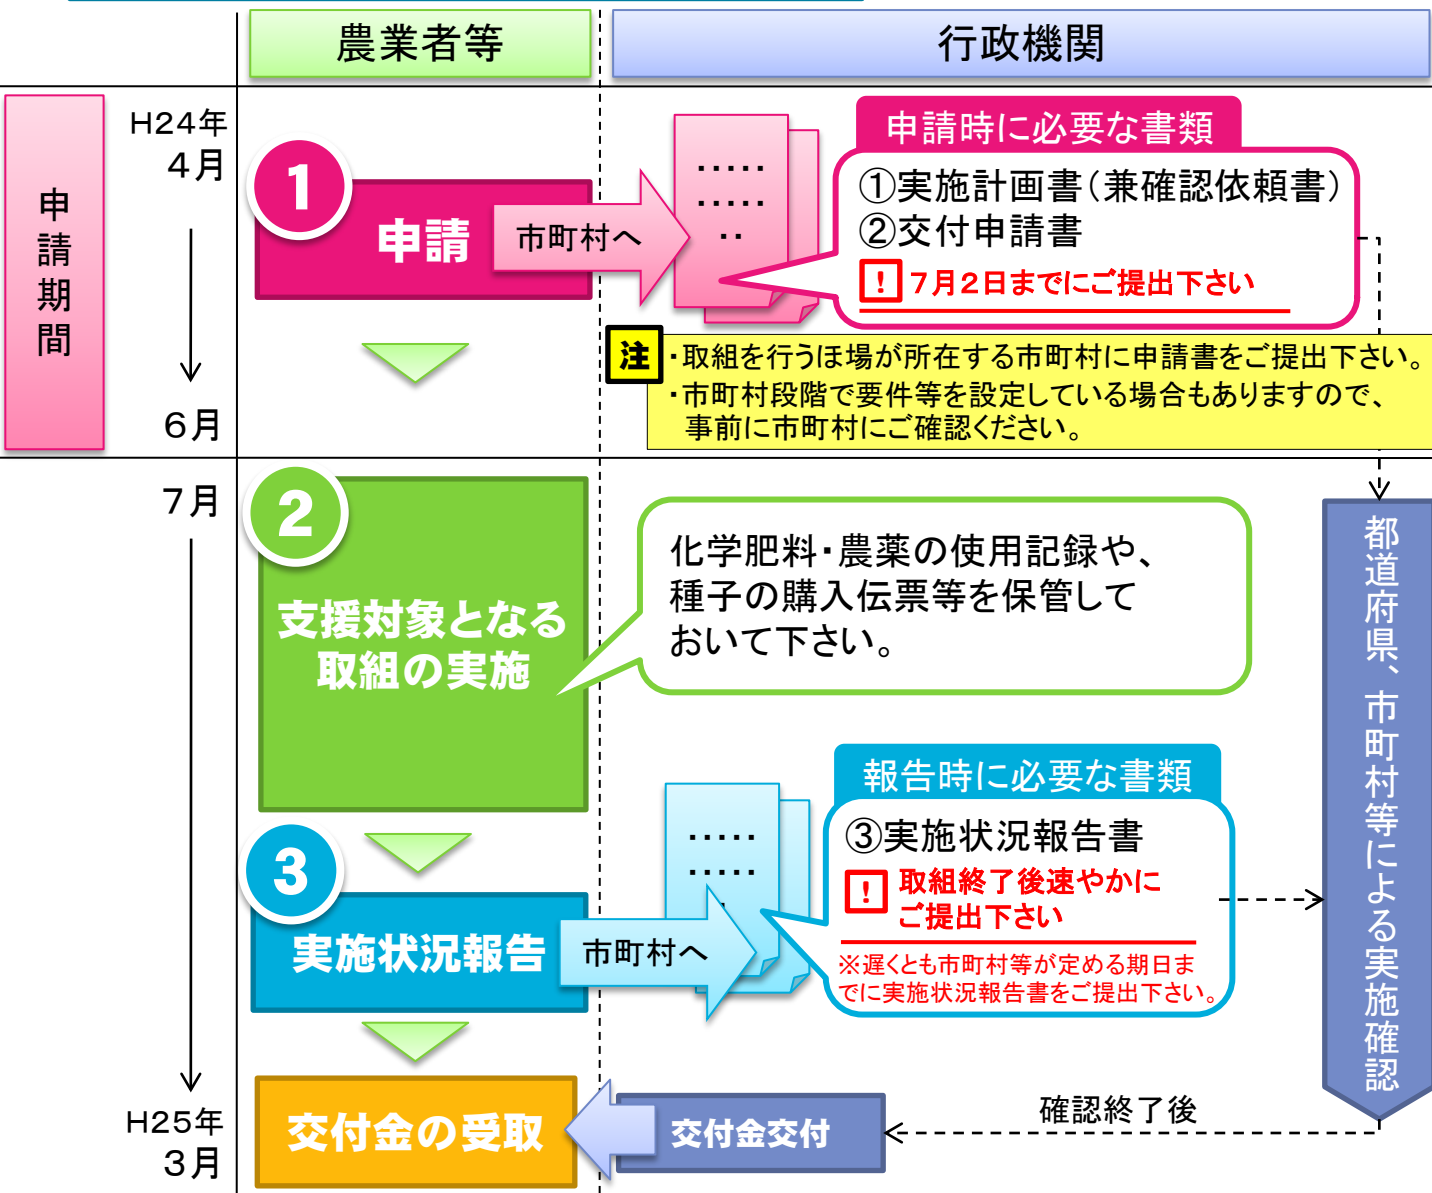 農業者等
行政機関
申請期間
H24年
4月
6月
1
申請
市町村へ
・・・・・
・・・・・
・・
申請時に必要な書類
①実施計画書（兼確認依頼書）
②交付申請書
! 7月2日までにご提出下さい
注
・取組を行うほ場が所在する市町村に申請書をご提出下さい。
・市町村段階で要件等を設定している場合もありますので、
事前に市町村にご確認ください。
7月
2
支援対象となる
取組の実施
化学肥料・農薬の使用記録や、
種子の購入伝票等を保管して
おいて下さい。
都道府県、市町村等による実施確認
3
実施状況報告
市町村へ
・・・・・
・・・・・
報告時に必要な書類
③実施状況報告書
! 取組終了後速やかに
ご提出下さい
※遅くとも市町村等が定める期日ま
でに実施状況報告書をご提出下さい。
H25年
3月
交付金の受取
交付金交付
確認終了後